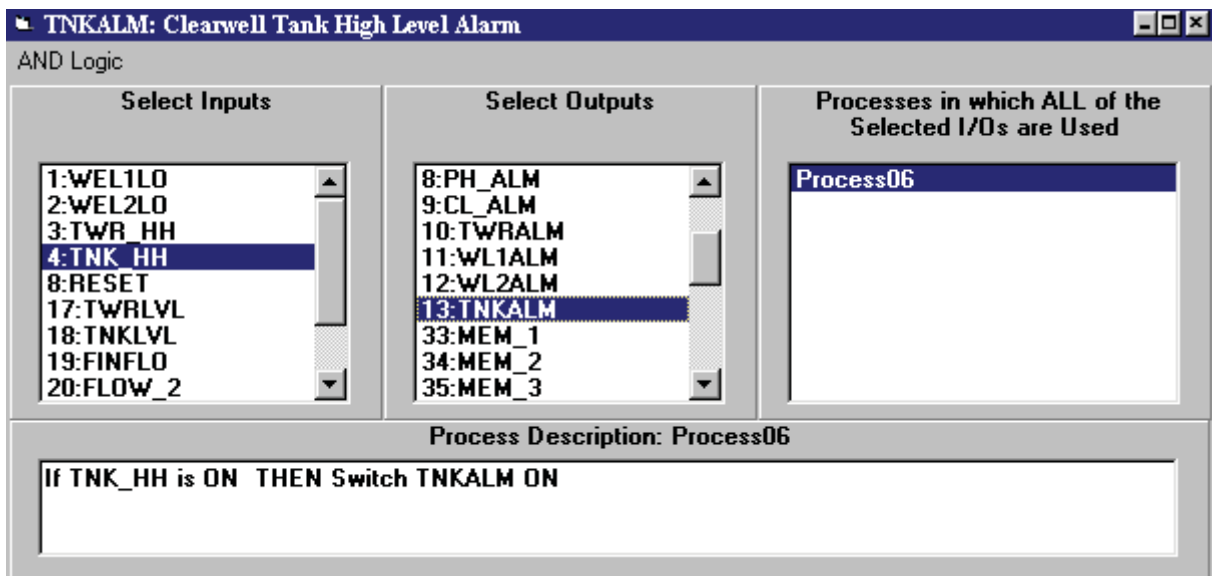 TNKALM: Clearwell Tank High Level Alarm
AND Logic
Select Inputs
1:WEL1LO
2:WEL2LO
3:TWR_HH
4:TNK_HH
8:RESET
17:TWRLVL
18:TNKLVL
19:FINFLO
20:FLOW_2
Select Outputs
8:PH_ALM
9:CL_ALM
10:TWRALM
11:WL1ALM
12:WL2ALM
13:TNKALM
33:MEM_1
34:MEM_2
35:MEM_3
Processes in which ALL of the
Selected I/Os are Used
Process06
Process Description: Process06
If TNK_HH is ON  THEN Switch TNKALM ON